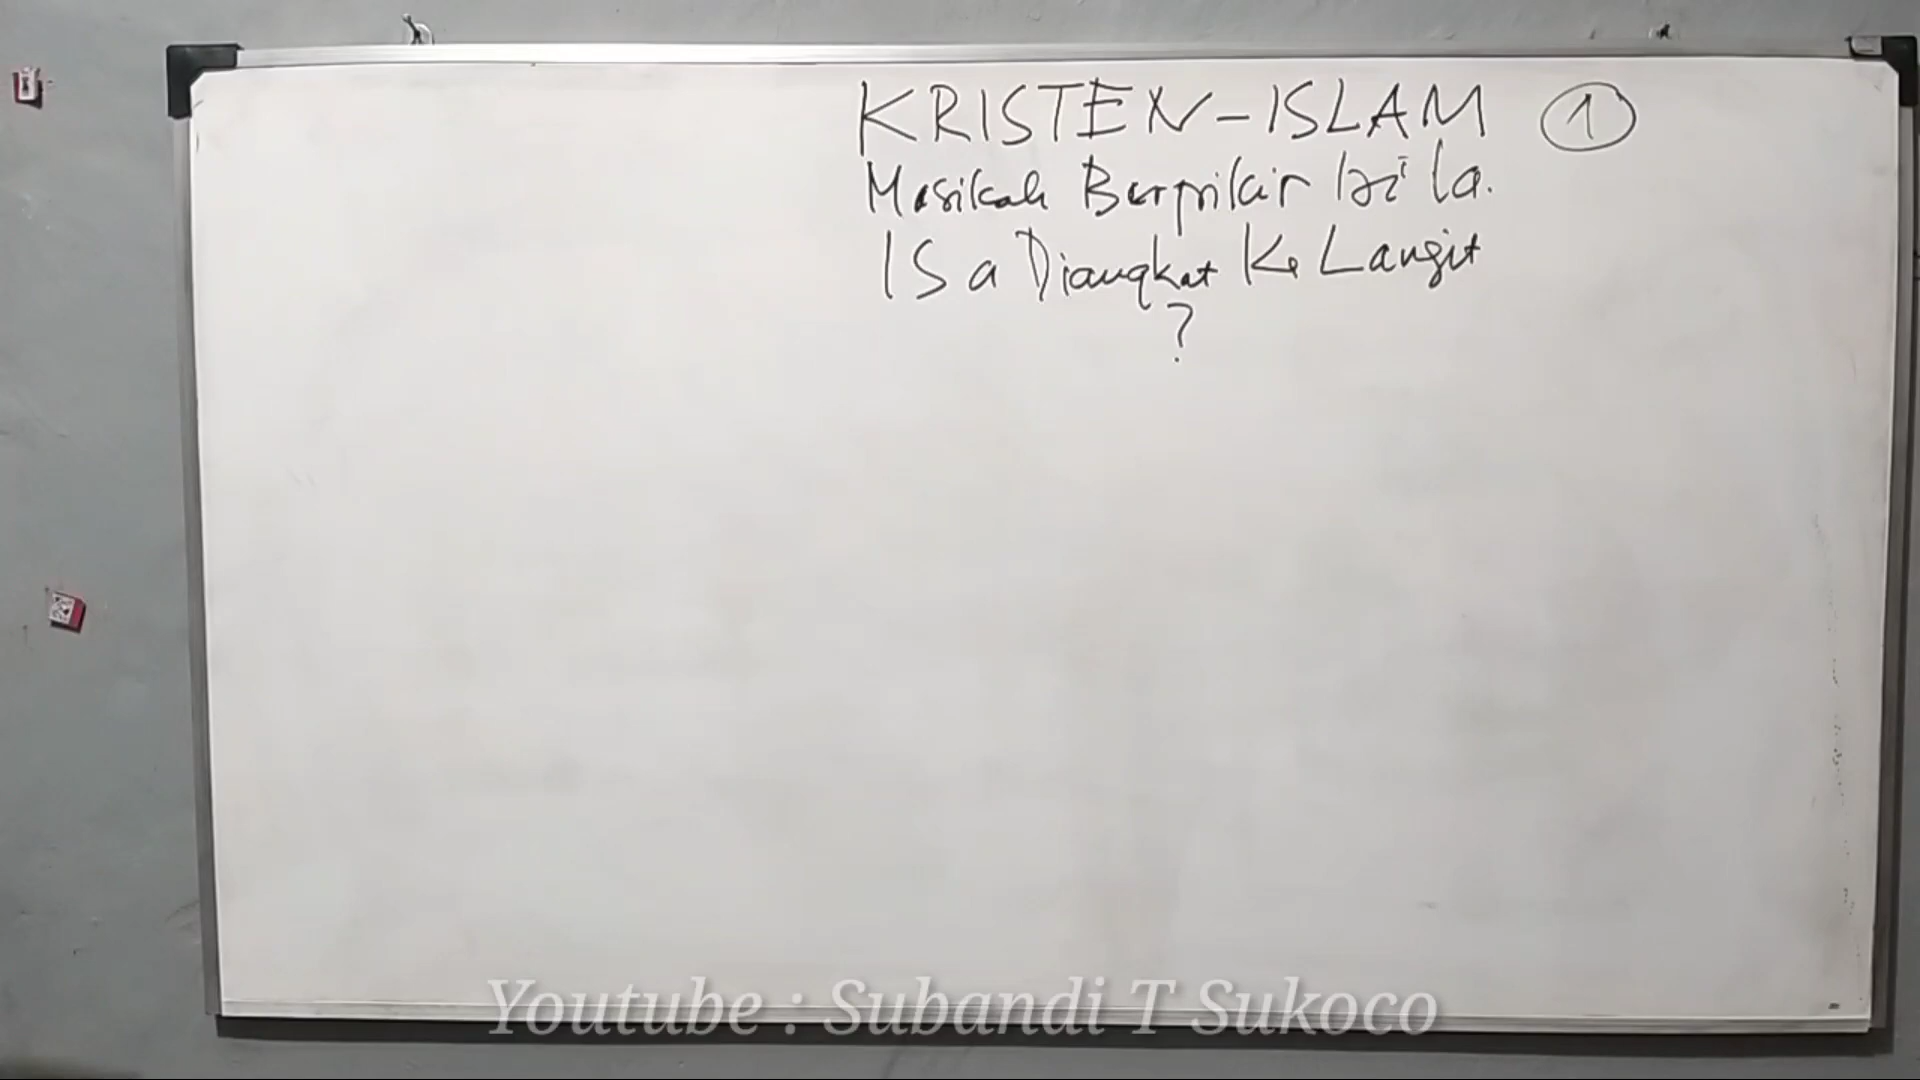 KRISTEN-ISLAM 1
Masikah Berpikir bila.
ISa Diangkat Ke Langit
?
Youtube : Subandi T Sukoco